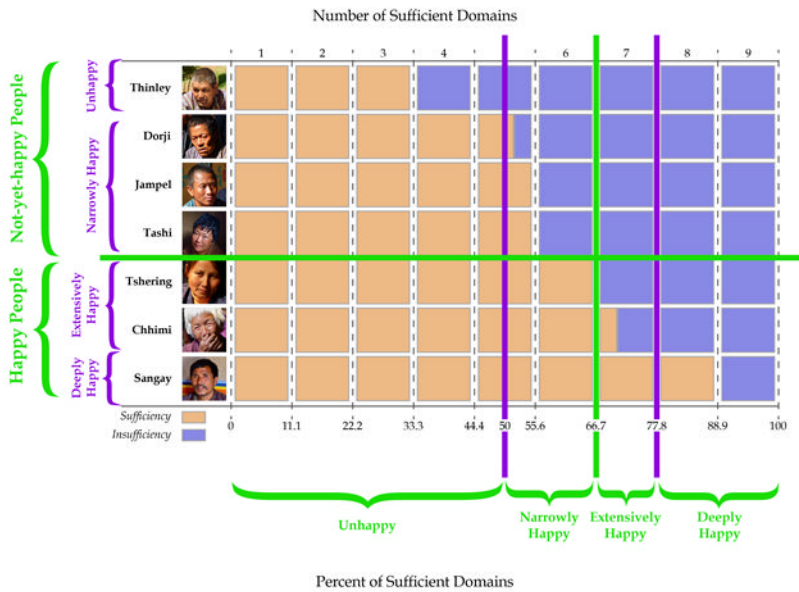 Number of Sufficient Domains
1 2 3 4 6 7 8 9
Not-yet-happy People
Happy People
Unhappy
Narrowly Happy
Extensively
Happy
Deeply
Happy
Thinley
Dorji
Jampel
Tashi
Tshering
Chhimi
Sangay
Sufficiency
Insufficiency
0 11.1 22.2 33.3 44.4 50 55.6 66.7 77.8 88.9 100
Unhappy
Narrowly
Happy
Extensively
Happy
Deeply
Happy
Percent of Sufficient Domains